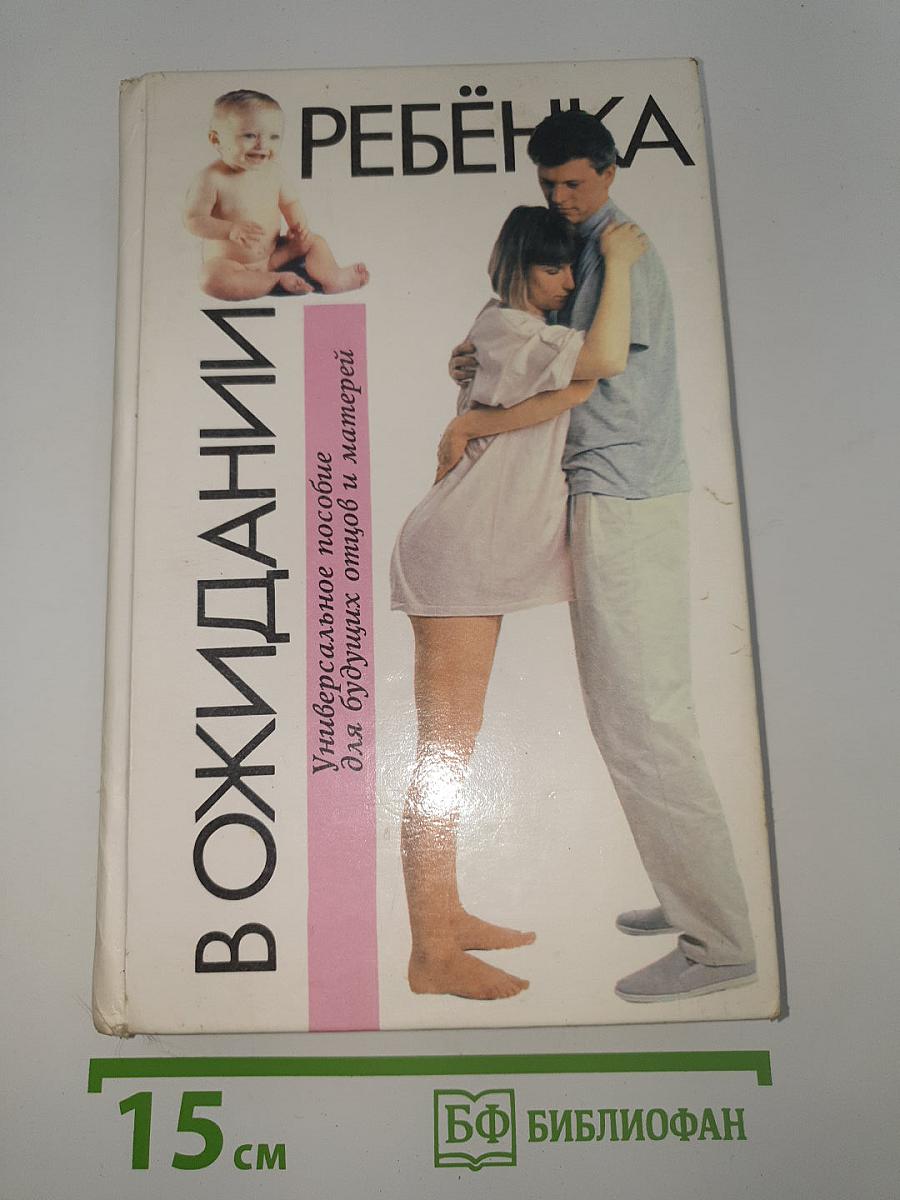 В ОЖИДАНИИ
РЕБЁНКА
Универсальное пособие
для будущих отцов и матерей
15 см
БФ БИБЛИОФАН